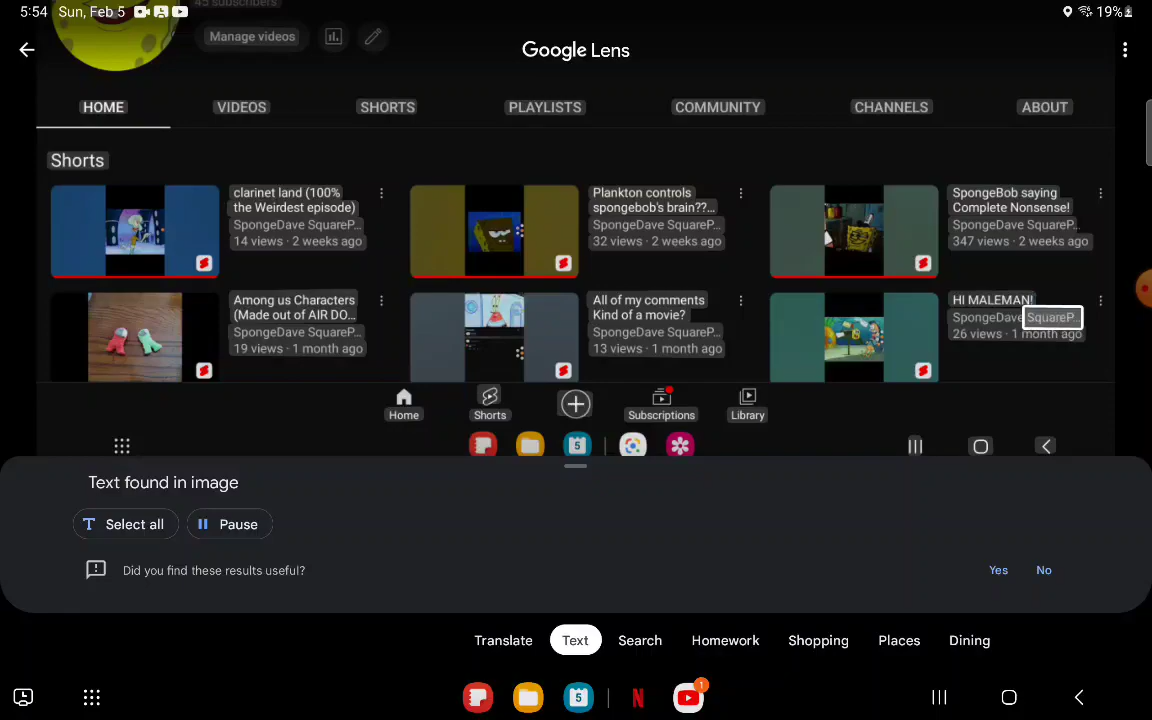 5:54 Sun, Feb 5
19%
45 subscribers
Manage videos
Google Lens
HOME VIDEOS SHORTS PLAYLISTS COMMUNITY CHANNELS ABOUT
Shorts
clarinet land (100%
the Weirdest episode)
SpongeDave SquareP...
14 views · 2 weeks ago
Plankton controls
spongebob's brain??...
SpongeDave SquareP...
32 views · 2 weeks ago
SpongeBob saying
Complete Nonsense!
SpongeDave SquareP...
347 views · 2 weeks ago
Among us Characters
(Made out of AIR DO...
SpongeDave SquareP...
19 views · 1 month ago
All of my comments
Kind of a movie?
SpongeDave SquareP...
13 views · 1 month ago
HI MALEMAN!
SpongeDave SquareP...
26 views · 1 month ago
Home Shorts Subscriptions Library
5
Text found in image
T Select all Pause
Did you find these results useful? Yes No
Translate Text Search Homework Shopping Places Dining
5 N 1